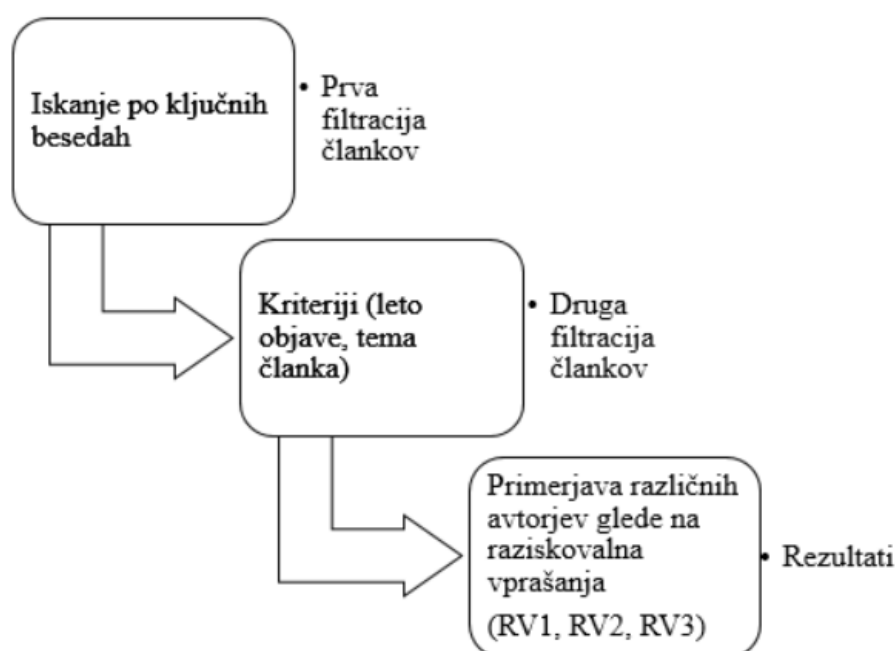 Iskanje po ključnih
besedah
• Prva
filtracija
člankov
Kriteriji (leto
objave, tema
članka)
• Druga
filtracija
člankov
Primerjava različnih
avtorjev glede na
raziskovalna
vprašanja
(RV1, RV2, RV3)
• Rezultati